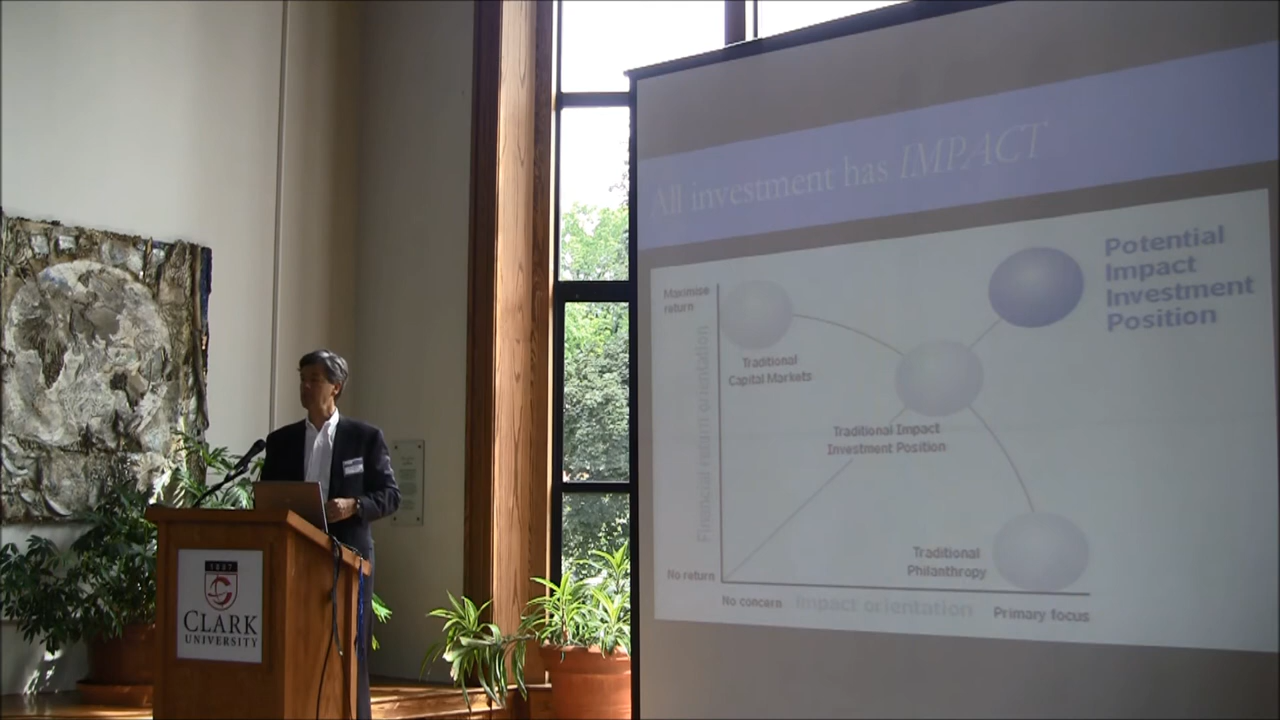 All investment has IMPACT
Potential
Impact
Investment
Position
Maximise
return
Traditional
Capital Markets
Financial return orientation
Traditional Impact
Investment Position
Traditional
Philanthropy
No return
No concern
Impact orientation
Primary focus
1887
CLARK
UNIVERSITY